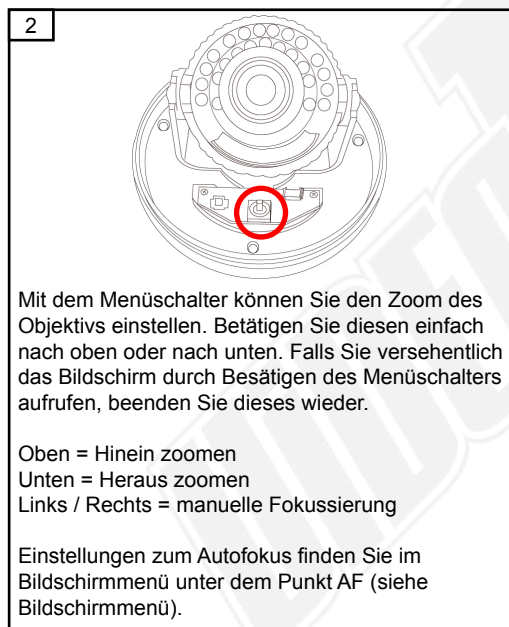 2
Mit dem Menüschalter können Sie den Zoom des
Objektivs einstellen. Betätigen Sie diesen einfach
nach oben oder nach unten. Falls Sie versehentlich
das Bildschirm durch Besätigen des Menüschalters
aufrufen, beenden Sie dieses wieder.
Oben = Hinein zoomen
Unten = Heraus zoomen
Links / Rechts = manuelle Fokussierung
Einstellungen zum Autofokus finden Sie im
Bildschirmmenü unter dem Punkt AF (siehe
Bildschirmmenü).